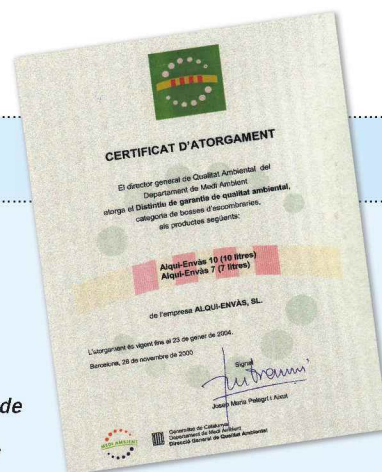 CERTIFICAT D'ATORGAMENT
El director general de Qualitat Ambiental del
Departament de Medi Ambient
atorga el Distintiu de garantia de qualitat ambiental,
categoria de bosses d'escombraries,
als productes següents:
Alqui-Envàs 10 (10 litres)
Alqui-Envàs 7 (7 litres)
de l'empresa ALQUI-ENVÀS, SL.
L'atorgament és vigent fins al 23 de gener de 2004.
Barcelona, 28 de novembre de 2000
Signat
Josep Maria Pelegrí i Aixut
de
MEDI AMBIENT
Generalitat de Catalunya
Departament de Medi Ambient
Direcció General de Qualitat Ambiental